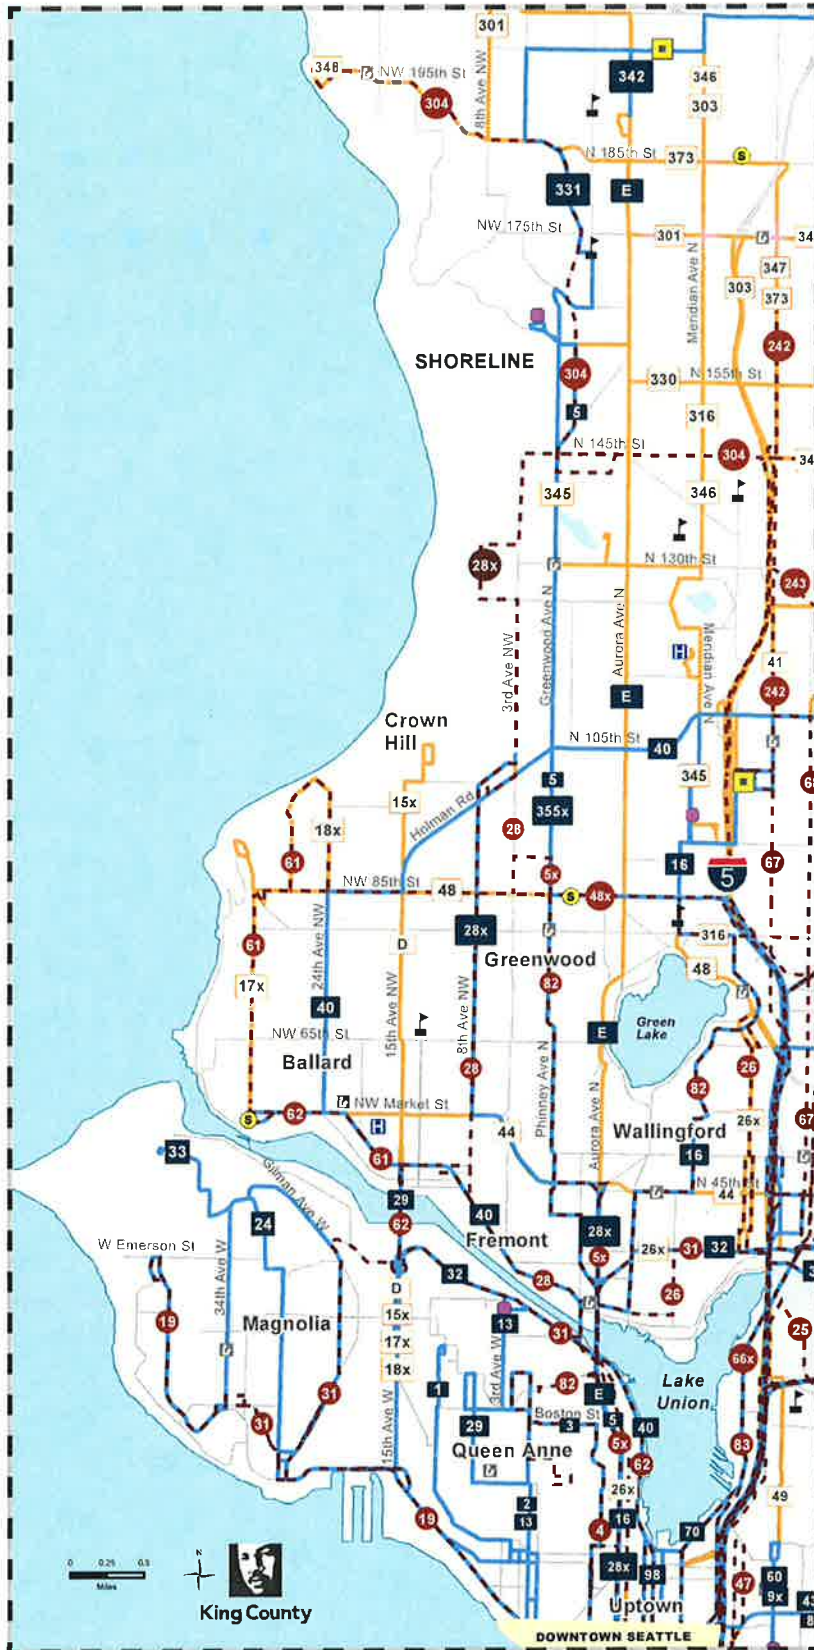 301
8th Ave NW
348
NW 195th St
304
342
346
303
N 185th St
373
S
331
E
NW 175th St
301
Meridian Ave N
303
347
373
242
SHORELINE
304
330
N 155th St
5
316
N 145th St
304
345
346
28x
N 130th St
243
3rd Ave NW
Greenwood Ave N
Aurora Ave N
Meridian Ave N
H
41
E
242
Crown
Hill
N 105th St
40
15x
Holman Rd
5
345
355x
18x
28
61
16
5
67
NW 85th St
48
5x
S
48x
28x
316
61
D
24th Ave NW
Greenwood
48
17x
82
40
15th Ave NW
8th Ave NW
E
Green
Lake
NW 65th St
Ballard
28
Phinney Ave N
Aurora Ave N
82
26
S
62
NW Market St
26x
67
H
44
Wallingford
33
61
16
Gilman Ave W
29
N 45th St
44
24
62
40
28x
W Emerson St
34th Ave W
Fremont
5x
26x
31
32
32
28
26
D
19
Magnolia
15x
13
31
25
17x
3rd Ave W
66x
18x
82
Lake
Union
31
1
E
31
15th Ave W
29
Boston St
3
5
40
Queen Anne
5x
83
62
26x
49
2
13
19
4
16
70
N
0 0.25 0.5
Miles
28x
98
47
60
9x
King County
Uptown
DOWNTOWN SEATTLE